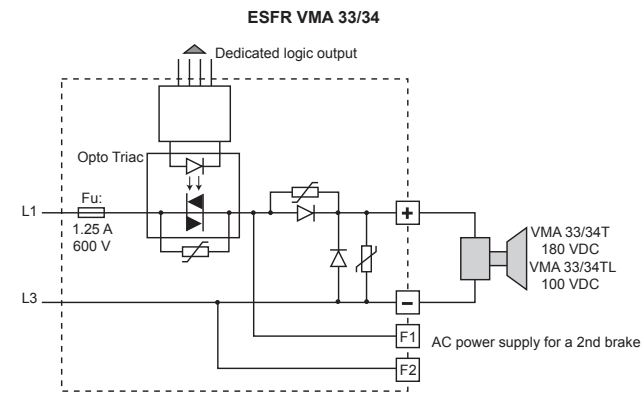 ESFR VMA 33/34
Dedicated logic output
Opto Triac
Fu:
L1
1.25 A
600 V
+
VMA 33/34T
180 VDC
VMA 33/34TL
100 VDC
L3
−
F1
AC power supply for a 2nd brake
F2